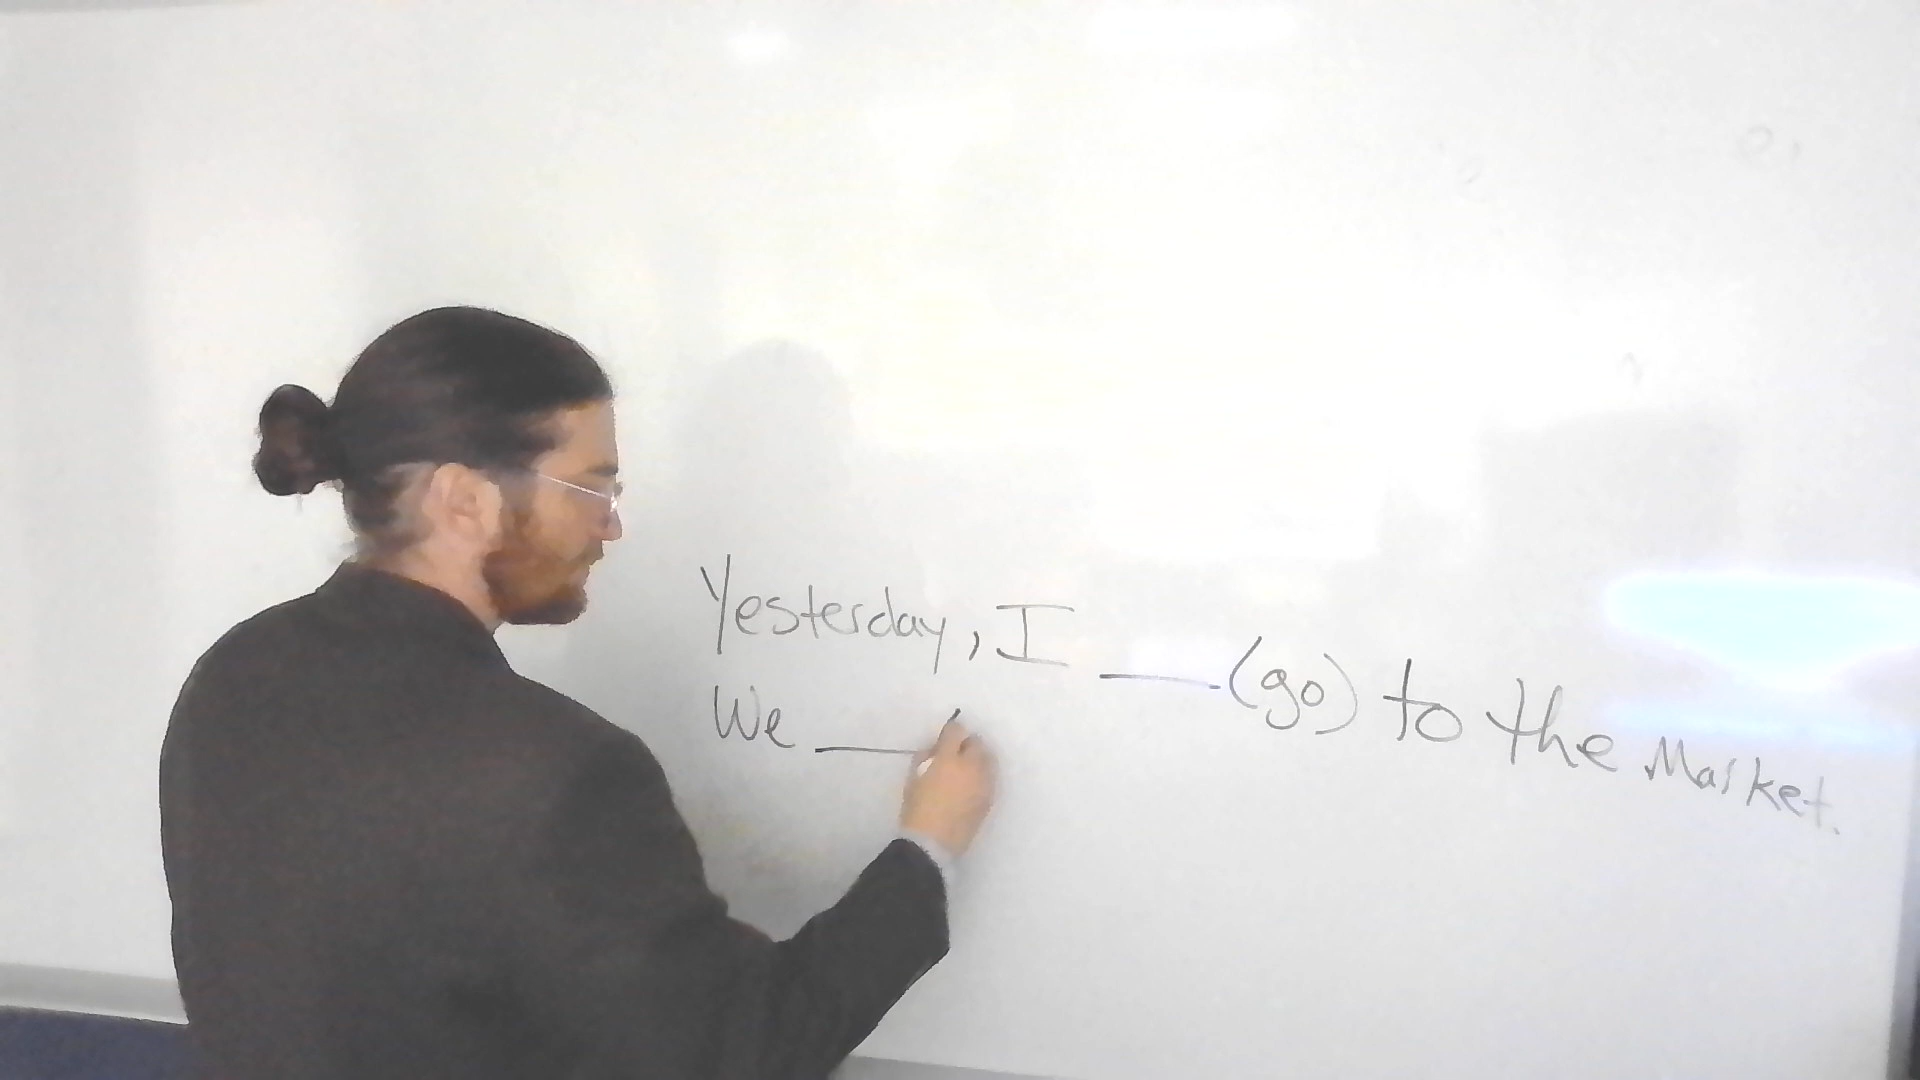 Yesterday, I ___ (go) to the Market.
We ___